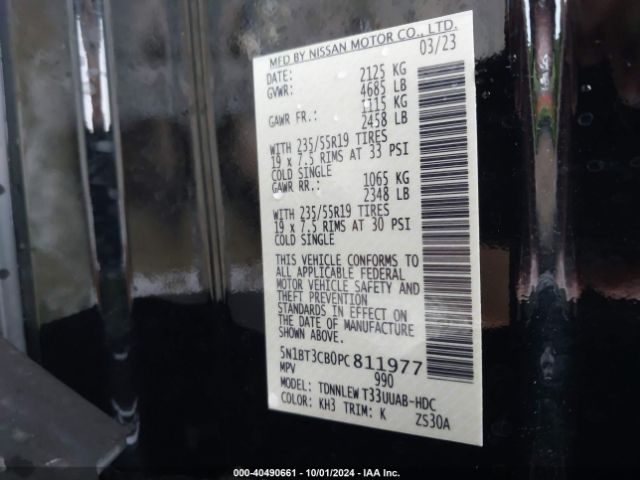 MFD BY NISSAN MOTOR CO., LTD.
DATE: 03/23
GVWR: 2125 KG
4685 LB
GAWR FR.: 1115 KG
2458 LB
WITH 235/55R19 TIRES
19 x 7.5 RIMS AT 33 PSI
COLD SINGLE
GAWR RR.: 1065 KG
2348 LB
WITH 235/55R19 TIRES
19 x 7.5 RIMS AT 30 PSI
COLD SINGLE
THIS VEHICLE CONFORMS TO
ALL APPLICABLE FEDERAL
MOTOR VEHICLE SAFETY AND
THEFT PREVENTION
STANDARDS IN EFFECT ON
THE DATE OF MANUFACTURE
SHOWN ABOVE.
5N1BT3CB0PC811977
MPV 990
MODEL: TDNNLEW T33UUAB-HDC
COLOR: KH3 TRIM: K ZS30A
000-40490661 - 10/01/2024 - IAA Inc.